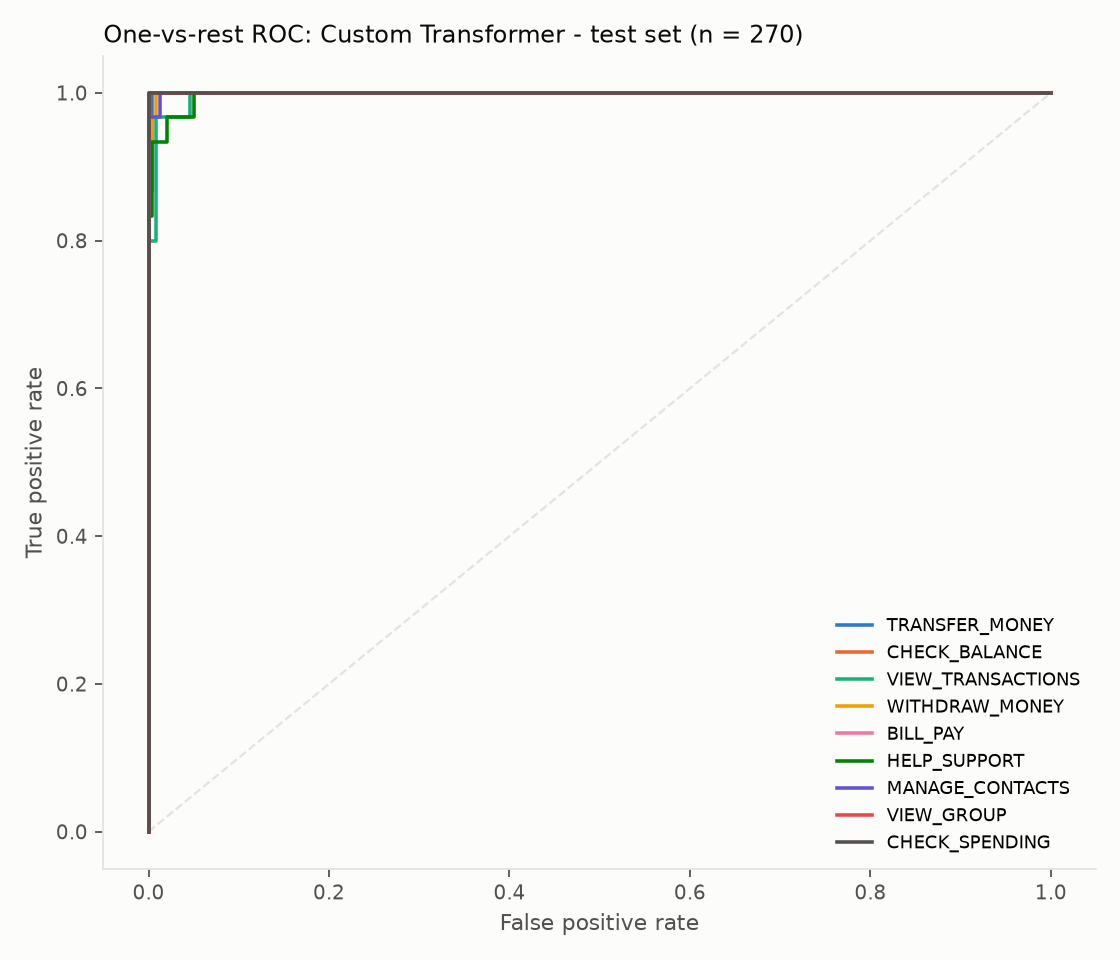 One-vs-rest ROC: Custom Transformer - test set (n = 270)
1.0
0.8
0.6
0.4
0.2
0.0
True positive rate
TRANSFER_MONEY
CHECK_BALANCE
VIEW_TRANSACTIONS
WITHDRAW_MONEY
BILL_PAY
HELP_SUPPORT
MANAGE_CONTACTS
VIEW_GROUP
CHECK_SPENDING
0.0 0.2 0.4 0.6 0.8 1.0
False positive rate